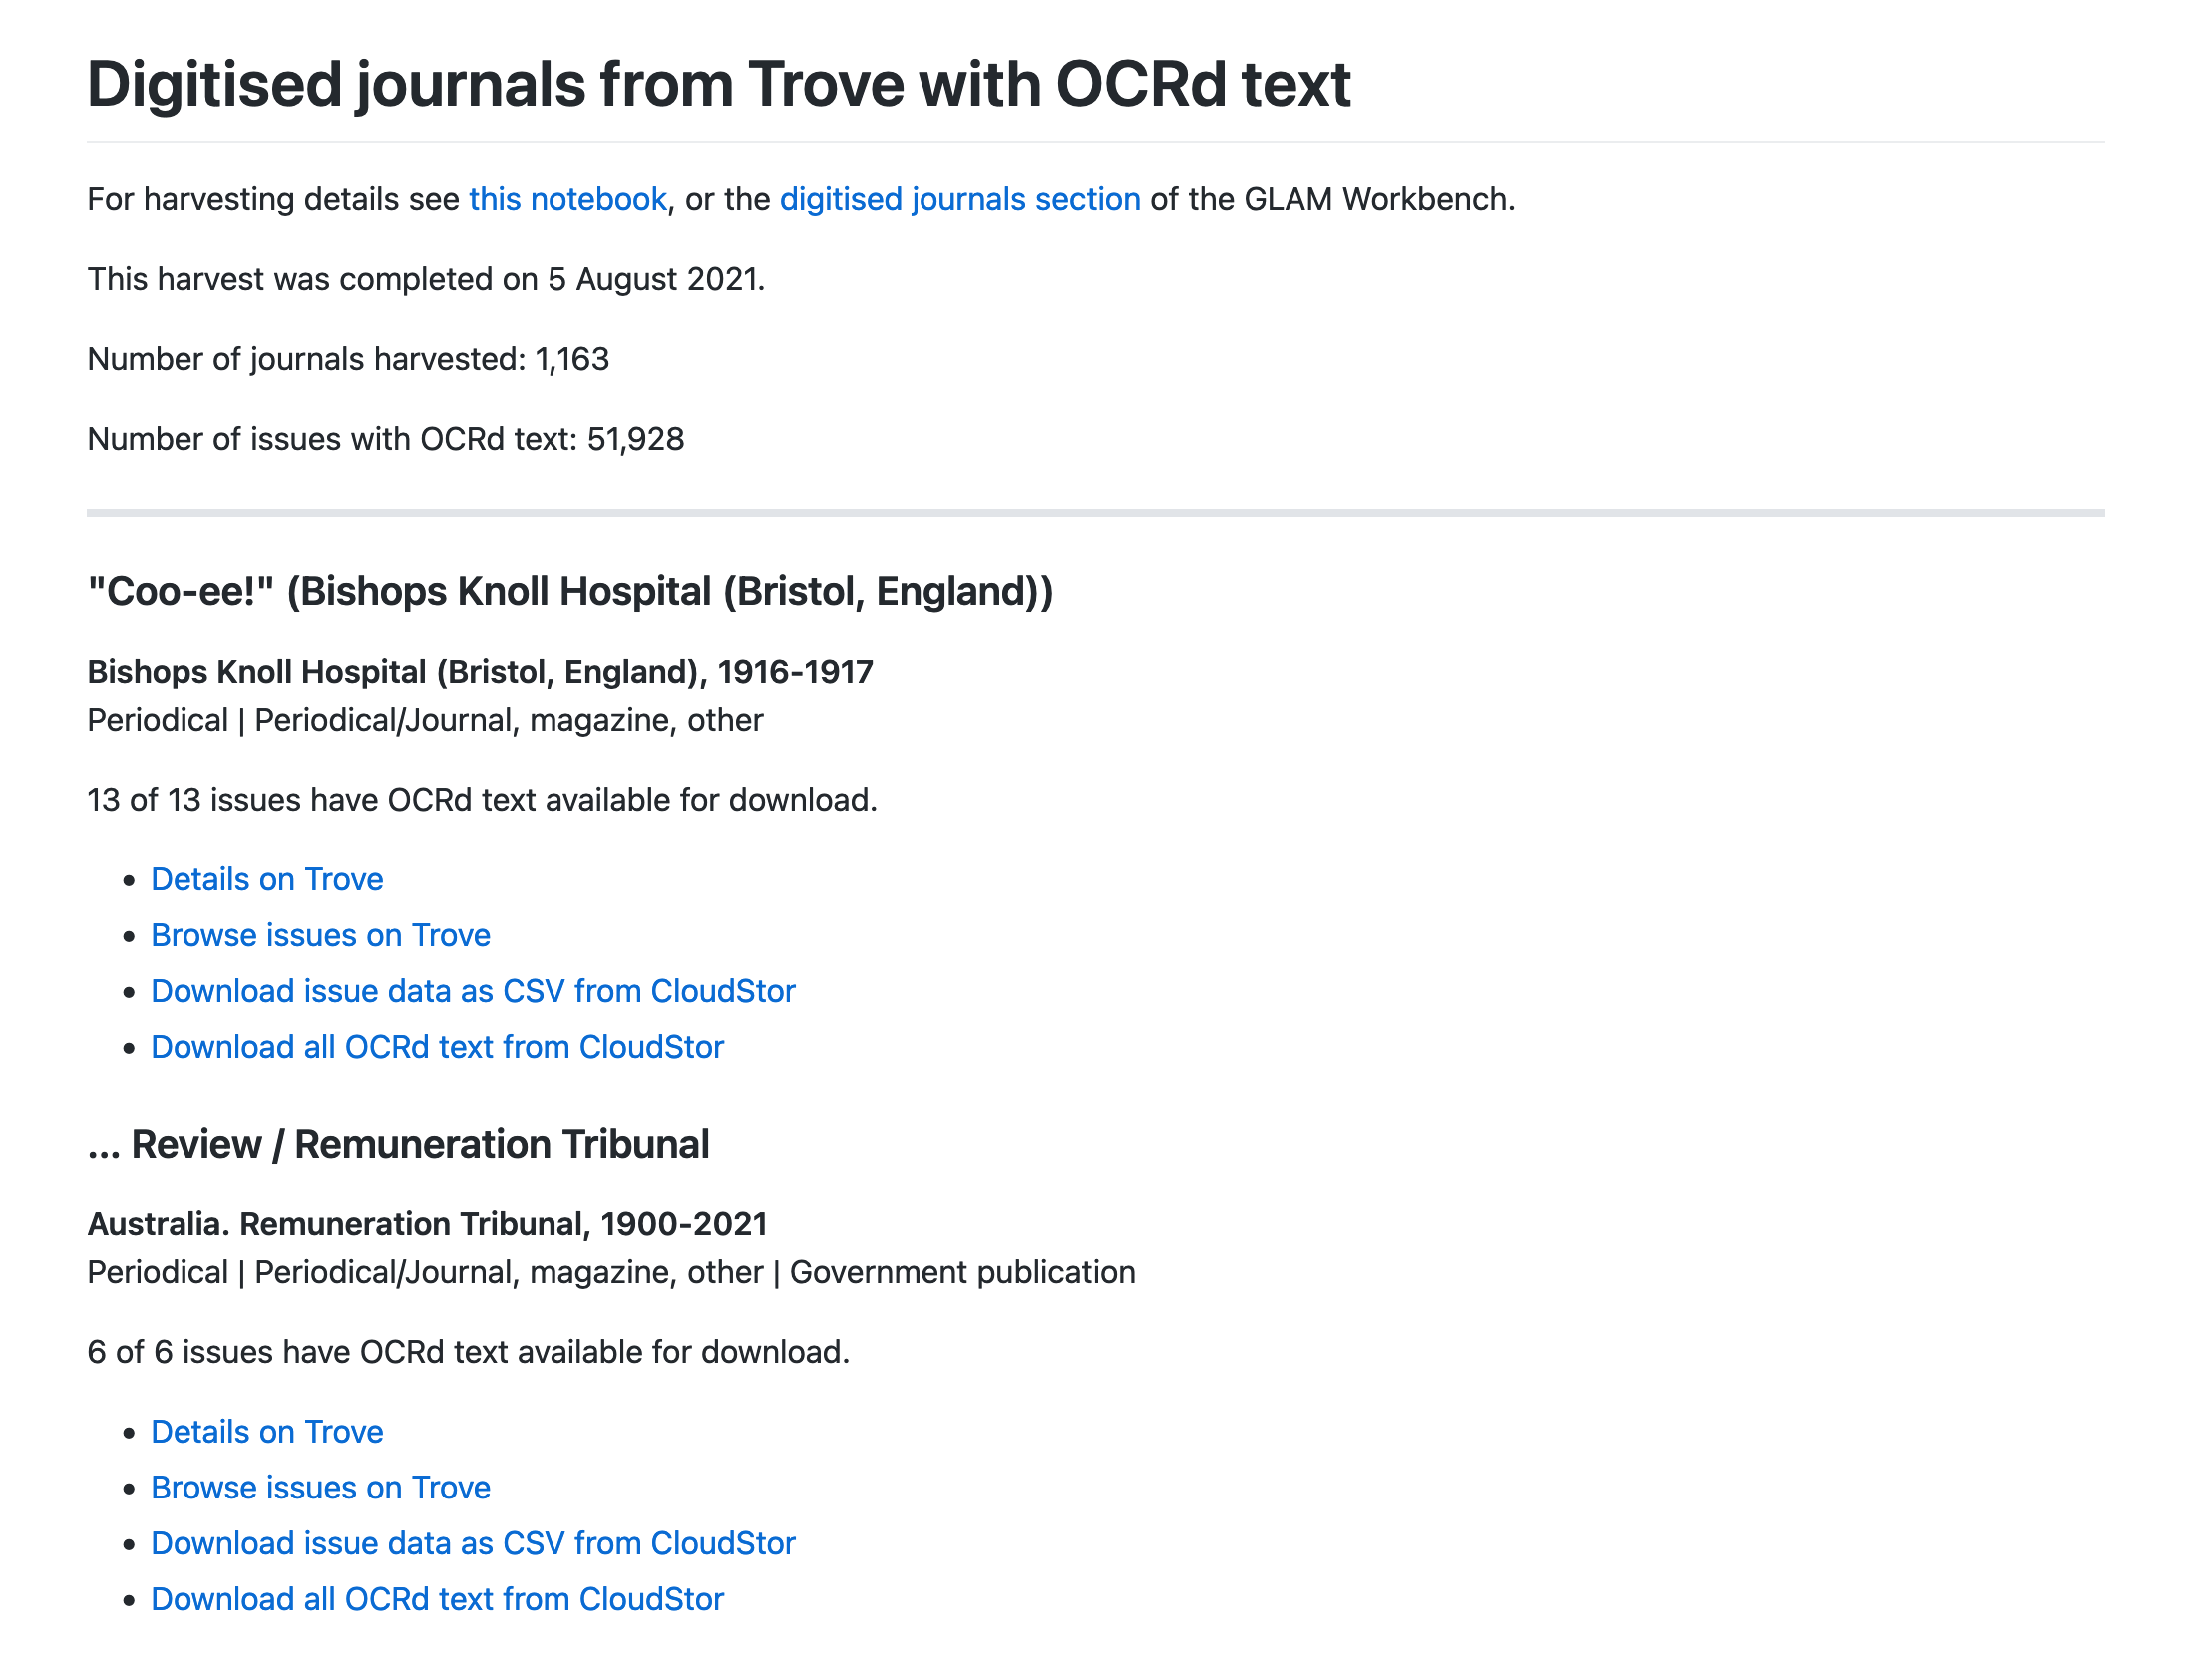 Digitised journals from Trove with OCRd text
For harvesting details see this notebook, or the digitised journals section of the GLAM Workbench.
This harvest was completed on 5 August 2021.
Number of journals harvested: 1,163
Number of issues with OCRd text: 51,928
"Coo-ee!" (Bishops Knoll Hospital (Bristol, England))
Bishops Knoll Hospital (Bristol, England), 1916-1917
Periodical | Periodical/Journal, magazine, other
13 of 13 issues have OCRd text available for download.
• Details on Trove
• Browse issues on Trove
• Download issue data as CSV from CloudStor
• Download all OCRd text from CloudStor
... Review / Remuneration Tribunal
Australia. Remuneration Tribunal, 1900-2021
Periodical | Periodical/Journal, magazine, other | Government publication
6 of 6 issues have OCRd text available for download.
• Details on Trove
• Browse issues on Trove
• Download issue data as CSV from CloudStor
• Download all OCRd text from CloudStor